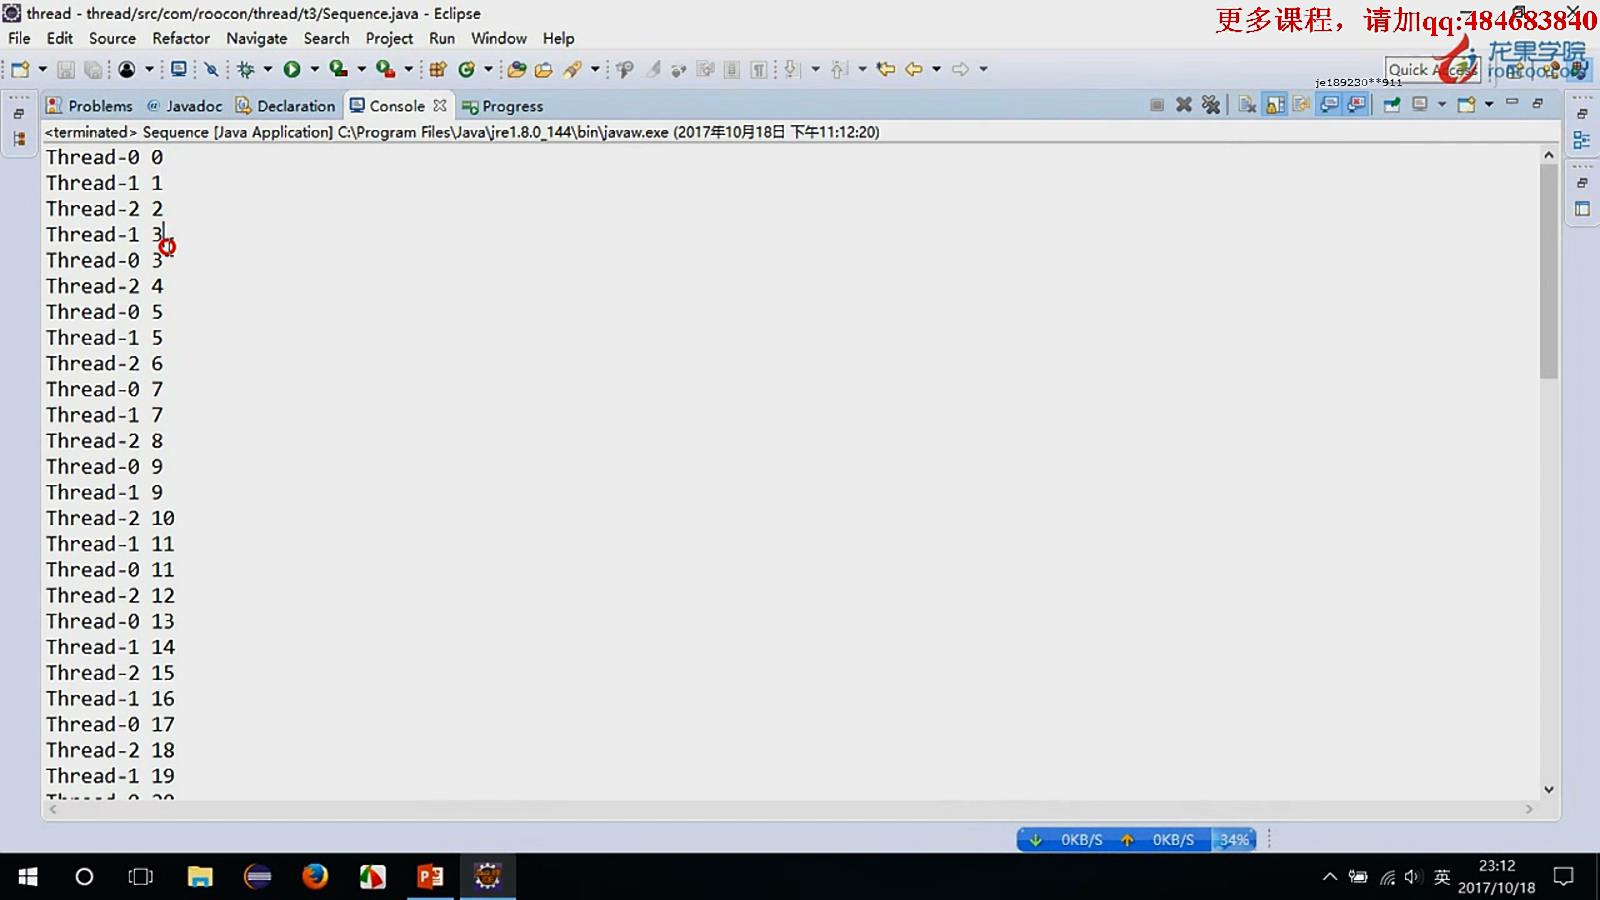 thread - thread/src/com/roocon/thread/t3/Sequence.java - Eclipse
更多课程，请加qq:484683840
File Edit Source Refactor Navigate Search Project Run Window Help
龙果学院
Quick Access
roncoo.com
je189230**911
Problems @ Javadoc Declaration Console Progress
<terminated> Sequence [Java Application] C:\Program Files\Java\jre1.8.0_144\bin\javaw.exe (2017年10月18日 下午11:12:20)
Thread-0 0
Thread-1 1
Thread-2 2
Thread-1 3
Thread-0 3
Thread-2 4
Thread-0 5
Thread-1 5
Thread-2 6
Thread-0 7
Thread-1 7
Thread-2 8
Thread-0 9
Thread-1 9
Thread-2 10
Thread-1 11
Thread-0 11
Thread-2 12
Thread-0 13
Thread-1 14
Thread-2 15
Thread-1 16
Thread-0 17
Thread-2 18
Thread-1 19
Thread-0 20
0KB/S 0KB/S 34%
英
23:12
2017/10/18